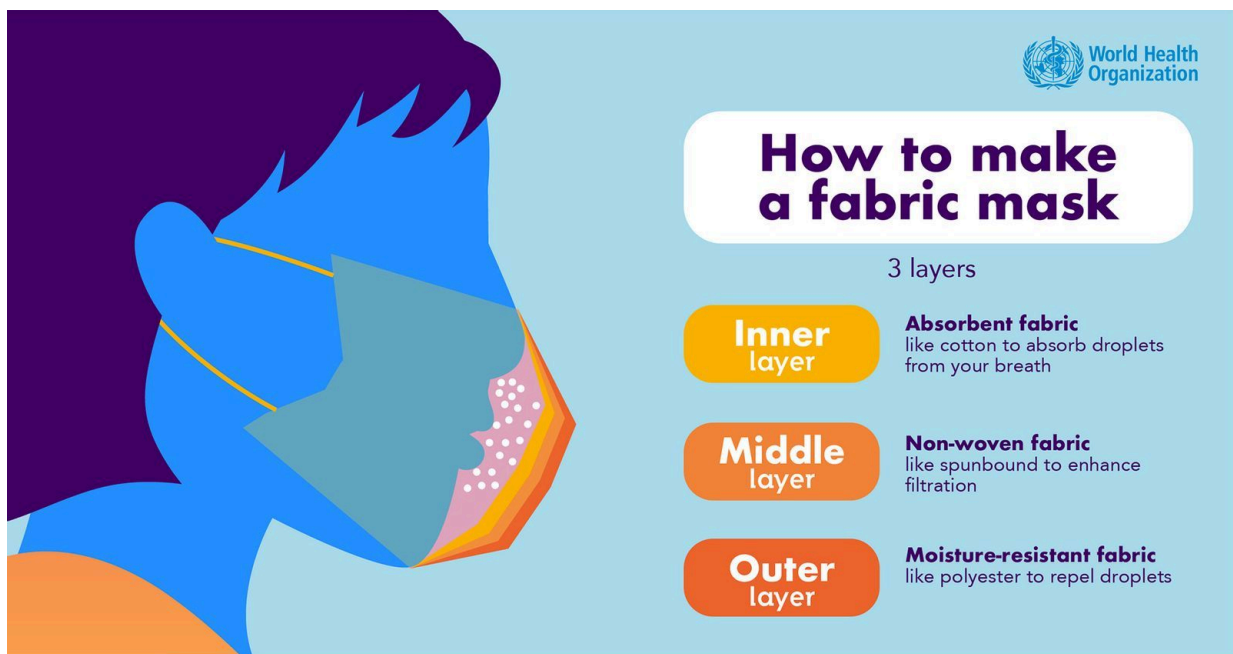 World Health
Organization
How to make
a fabric mask
3 layers
Inner
layer
Absorbent fabric
like cotton to absorb droplets
from your breath
Middle
layer
Non-woven fabric
like spunbound to enhance
filtration
Outer
layer
Moisture-resistant fabric
like polyester to repel droplets